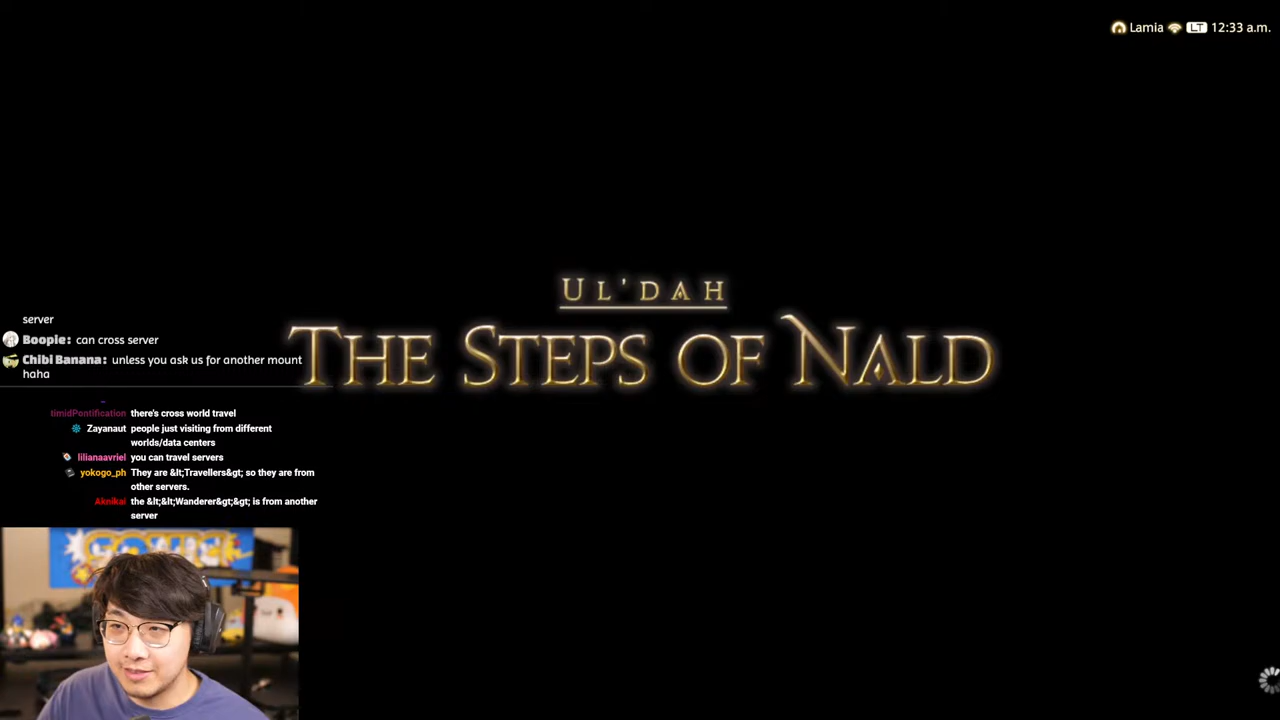 Lamia LT 12:33 a.m.
UL'DAH
THE STEPS OF NALD
server
Boopie: can cross server
Chibi Banana: unless you ask us for another mount
haha
timidPontification there's cross world travel
Zayanaut people just visiting from different
worlds/data centers
lilianaavriel you can travel servers
yokogo_ph They are &lt;Travellers&gt; so they are from
other servers.
Aknikai the &lt;&lt;Wanderer&gt;&gt; is from another
server